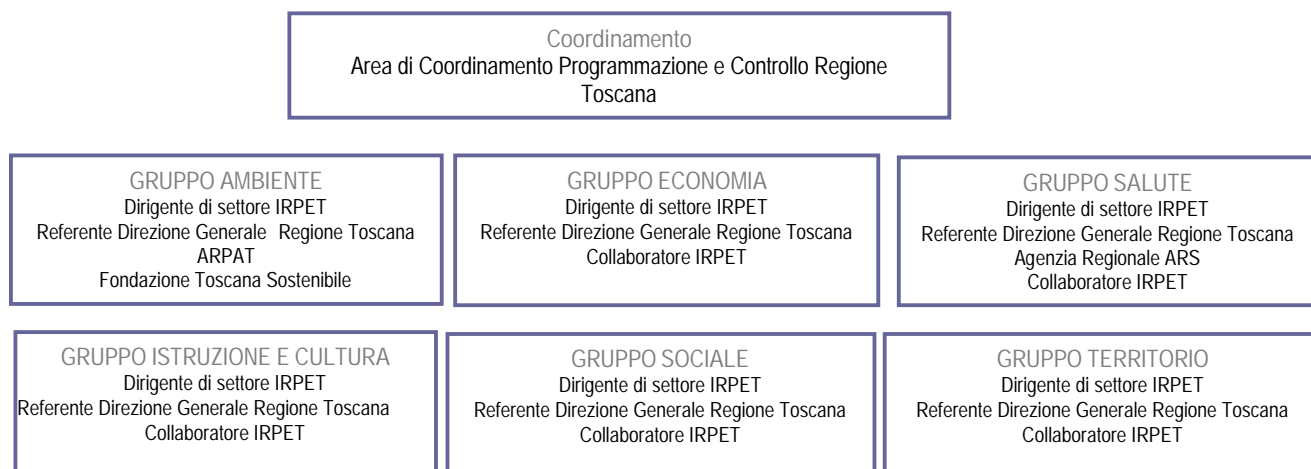 Coordinamento
Area di Coordinamento Programmazione e Controllo Regione
Toscana
GRUPPO AMBIENTE
Dirigente di settore IRPET
Referente Direzione Generale Regione Toscana
ARPAT
Fondazione Toscana Sostenibile
GRUPPO ECONOMIA
Dirigente di settore IRPET
Referente Direzione Generale Regione Toscana
Collaboratore IRPET
GRUPPO SALUTE
Dirigente di settore IRPET
Referente Direzione Generale Regione Toscana
Agenzia Regionale ARS
Collaboratore IRPET
GRUPPO ISTRUZIONE E CULTURA
Dirigente di settore IRPET
Referente Direzione Generale Regione Toscana
Collaboratore IRPET
GRUPPO SOCIALE
Dirigente di settore IRPET
Referente Direzione Generale Regione Toscana
Collaboratore IRPET
GRUPPO TERRITORIO
Dirigente di settore IRPET
Referente Direzione Generale Regione Toscana
Collaboratore IRPET